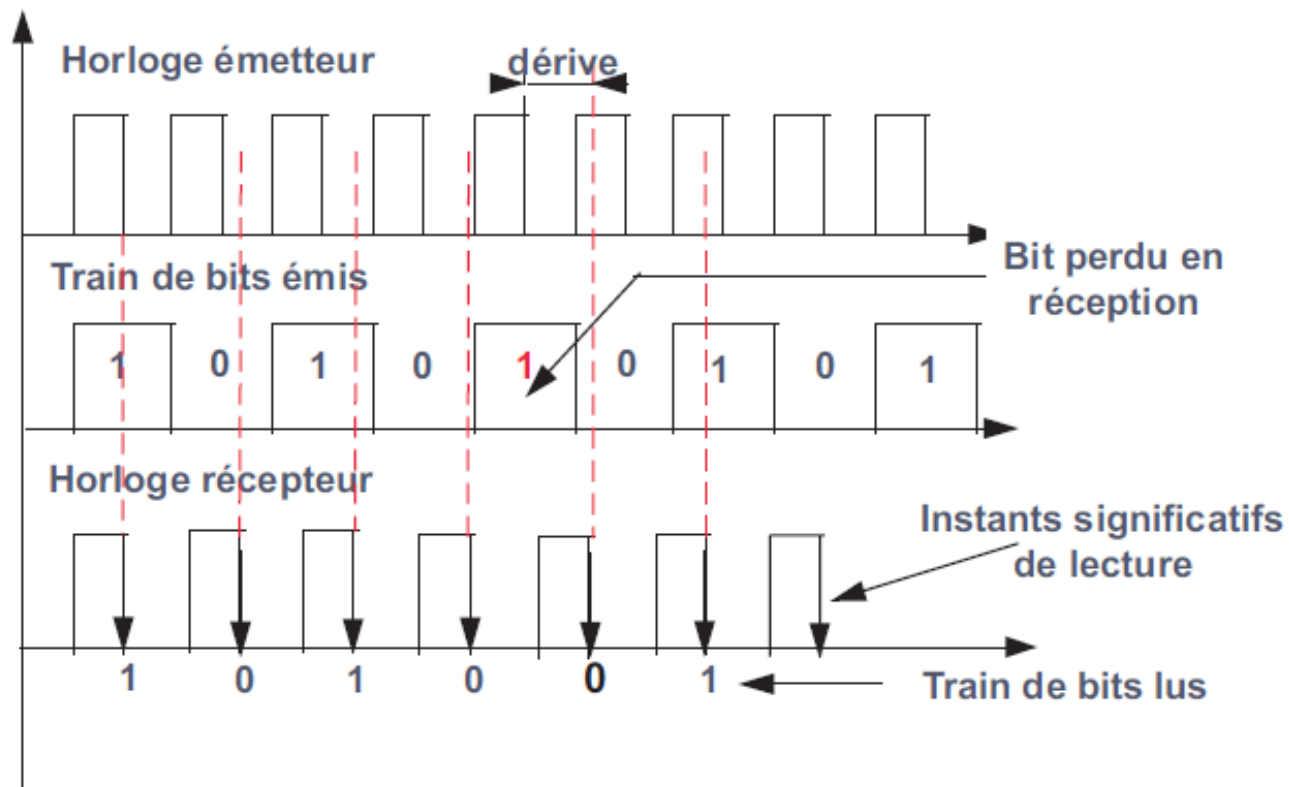 Horloge émetteur
dérive
Train de bits émis
Bit perdu en
réception
1 0 1 0 1 0 1 0 1
Horloge récepteur
Instants significatifs
de lecture
1 0 1 0 0 1
Train de bits lus